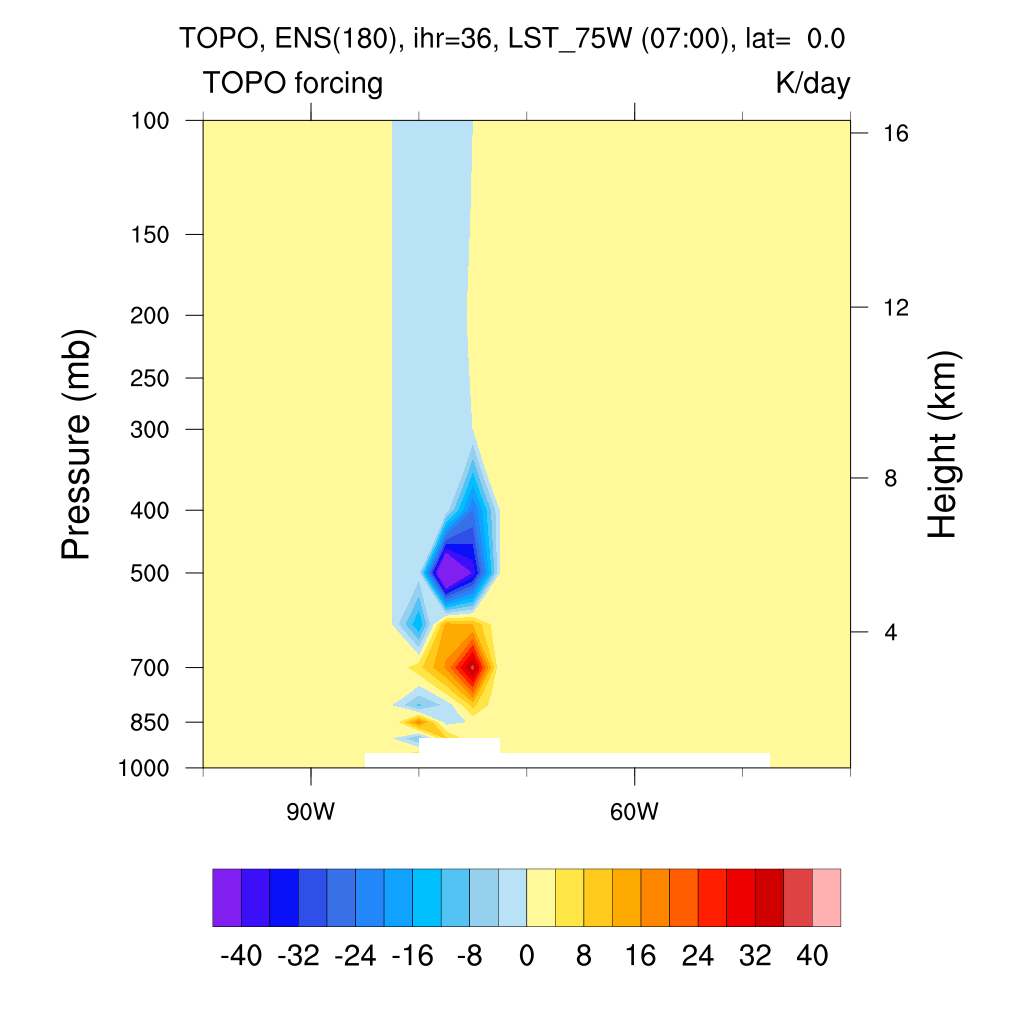 TOPO, ENS(180), ihr=36, LST_75W (07:00), lat=  0.0
TOPO forcing K/day
100
150
200
250
300
400
500
700
850
1000
Pressure (mb)
16
12
8
4
Height (km)
90W 60W
-40 -32 -24 -16 -8 0 8 16 24 32 40